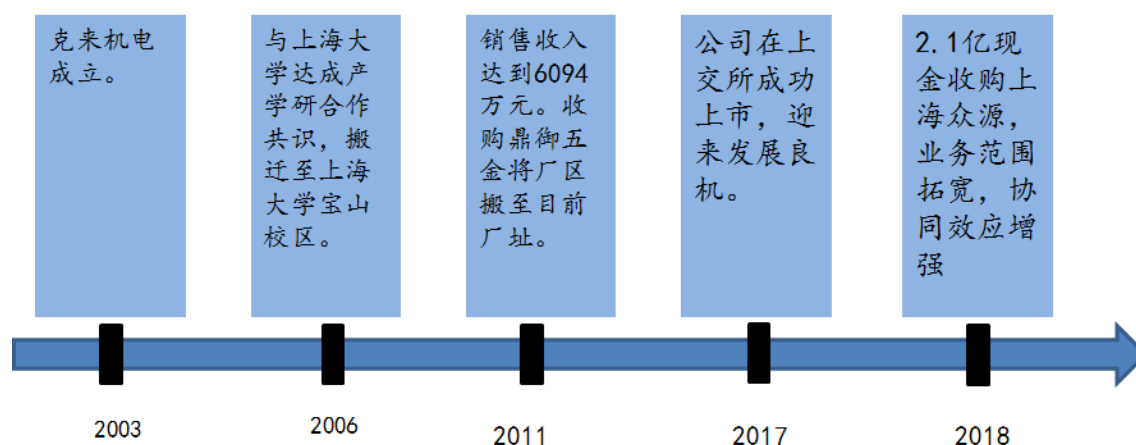 克来机电
成立。
与上海大
学达成产
学研合作
共识，搬
迁至上海
大学宝山
校区。
销售收入
达到6094
万元。收
购鼎御五
金将厂区
搬至目前
厂址。
公司在上
交所成功
上市，迎
来发展良
机。
2.1亿现
金收购上
海众源，
业务范围
拓宽，协
同效应增
强
2003
2006
2011
2017
2018